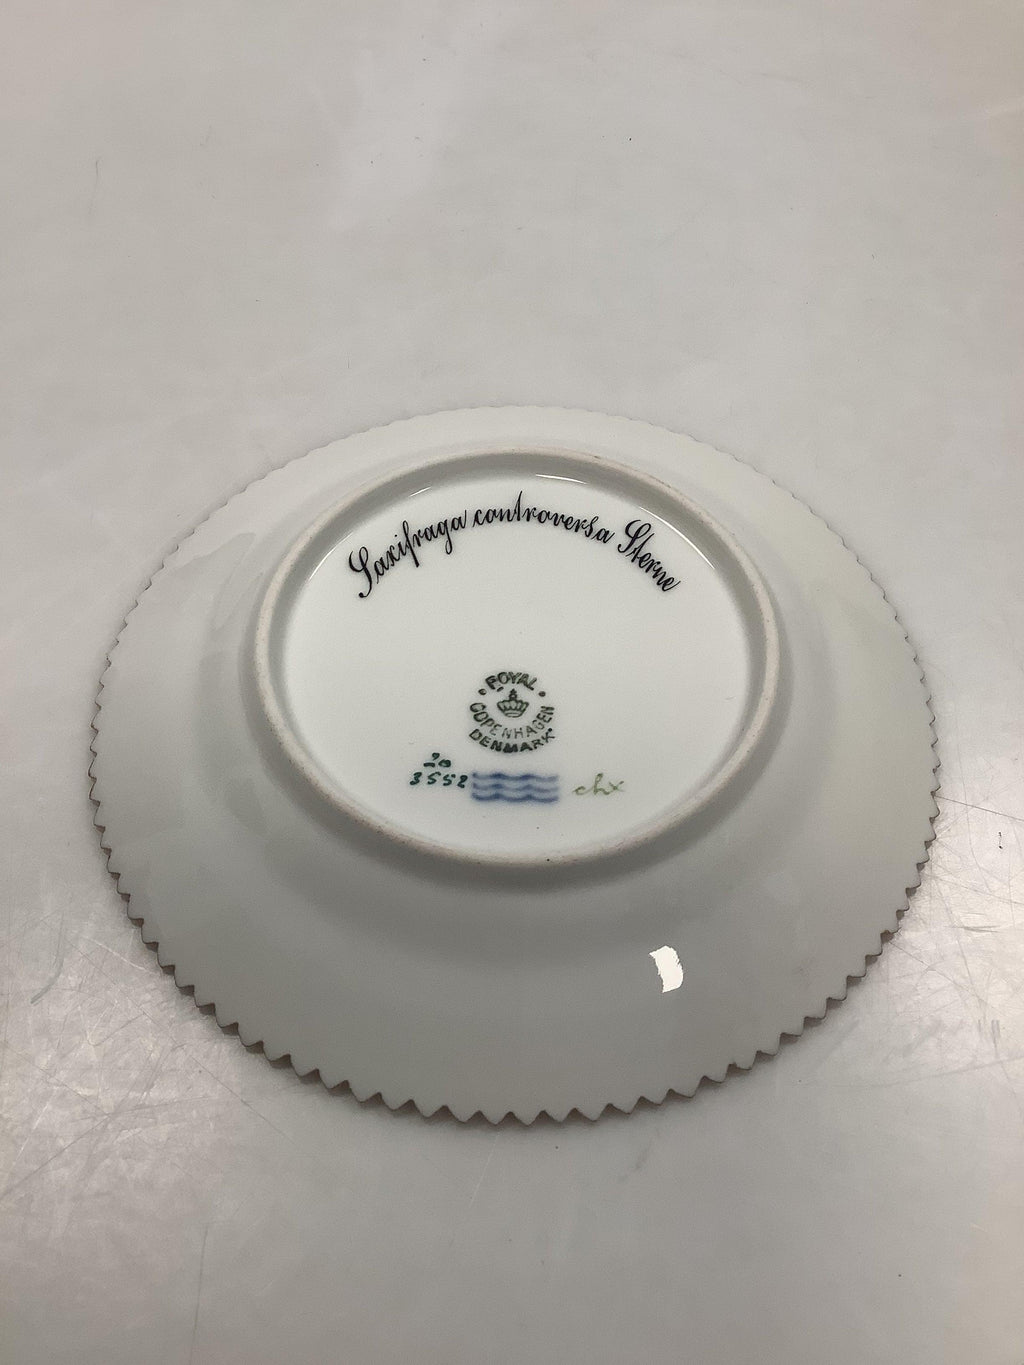 Saxifraga controversa Sterne
ROYAL
COPENHAGEN
DENMARK
20
3552
chx